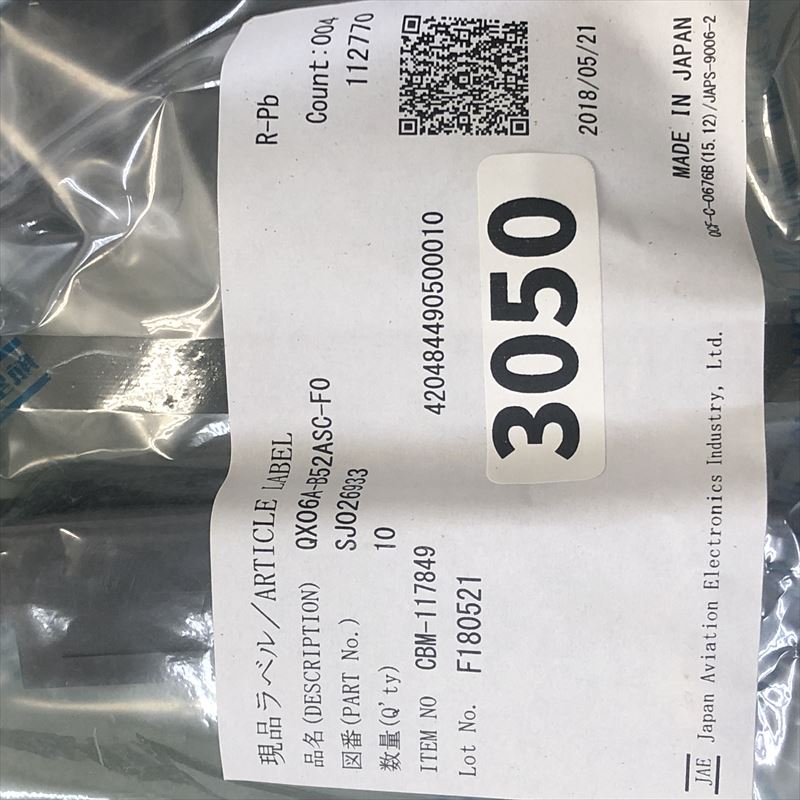 現品ラベル／ARTICLE LABEL
R-Pb
品名(DESCRIPTION) QX06A-B52ASC-F0
Count:004
図番(PART No.) SJ026933
112770
数量(Q'ty) 10
ITEM NO CBM-117849
420484490500010
Lot No. F180521
3050
2018/05/21
MADE IN JAPAN
QCF-C-0676B(15.12)/JAPS-9006-2
JAE Japan Aviation Electronics Industry, Ltd.